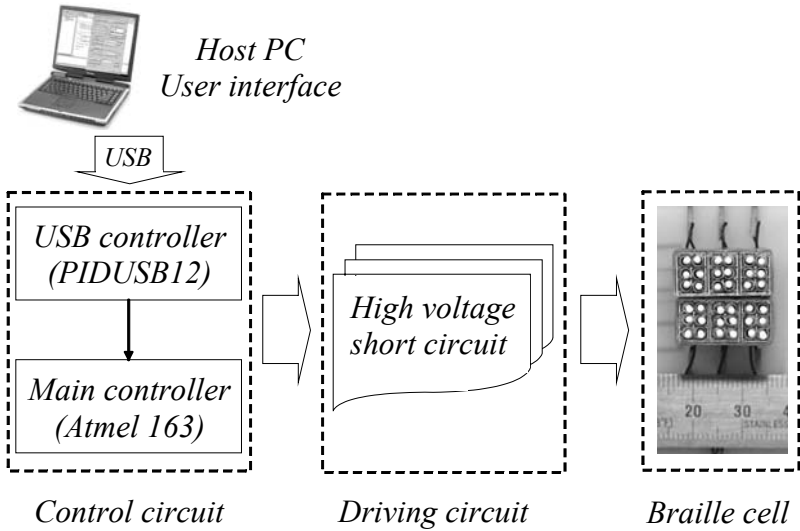 Host PC
User interface
USB
USB controller
(PIDUSB12)
Main controller
(Atmel 163)
High voltage
short circuit
20 30
STAINLESS
Control circuit
Driving circuit
Braille cell